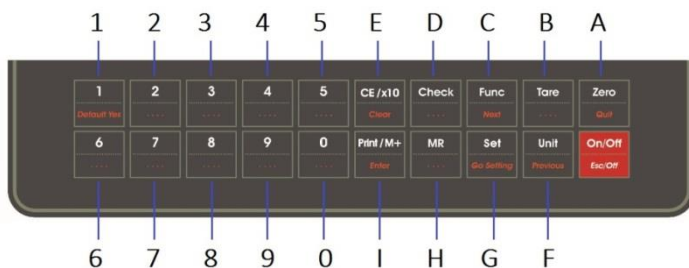 1 2 3 4 5 E D C B A
1 2 3 4 5 CE/x10 Check Func Tare Zero
Default Yer .... .... .... .... Clear .... Next .... Quit
6 7 8 9 0 Print/M+ MR Set Unit On/Off
.... .... .... .... .... Enter .... Go Setting Previous Esc/Off
6 7 8 9 0 I H G F